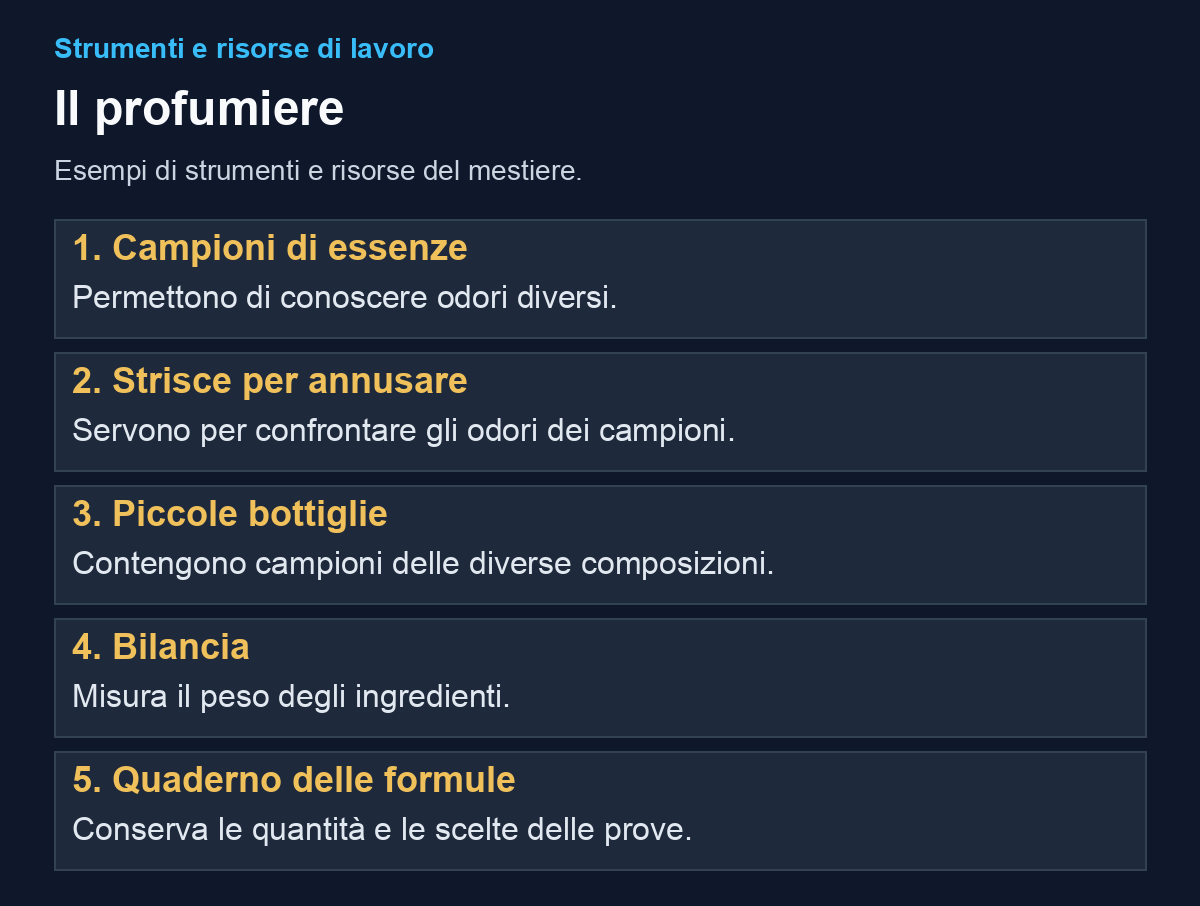 Strumenti e risorse di lavoro
Il profumiere
Esempi di strumenti e risorse del mestiere.
1. Campioni di essenze
Permettono di conoscere odori diversi.
2. Strisce per annusare
Servono per confrontare gli odori dei campioni.
3. Piccole bottiglie
Contengono campioni delle diverse composizioni.
4. Bilancia
Misura il peso degli ingredienti.
5. Quaderno delle formule
Conserva le quantità e le scelte delle prove.